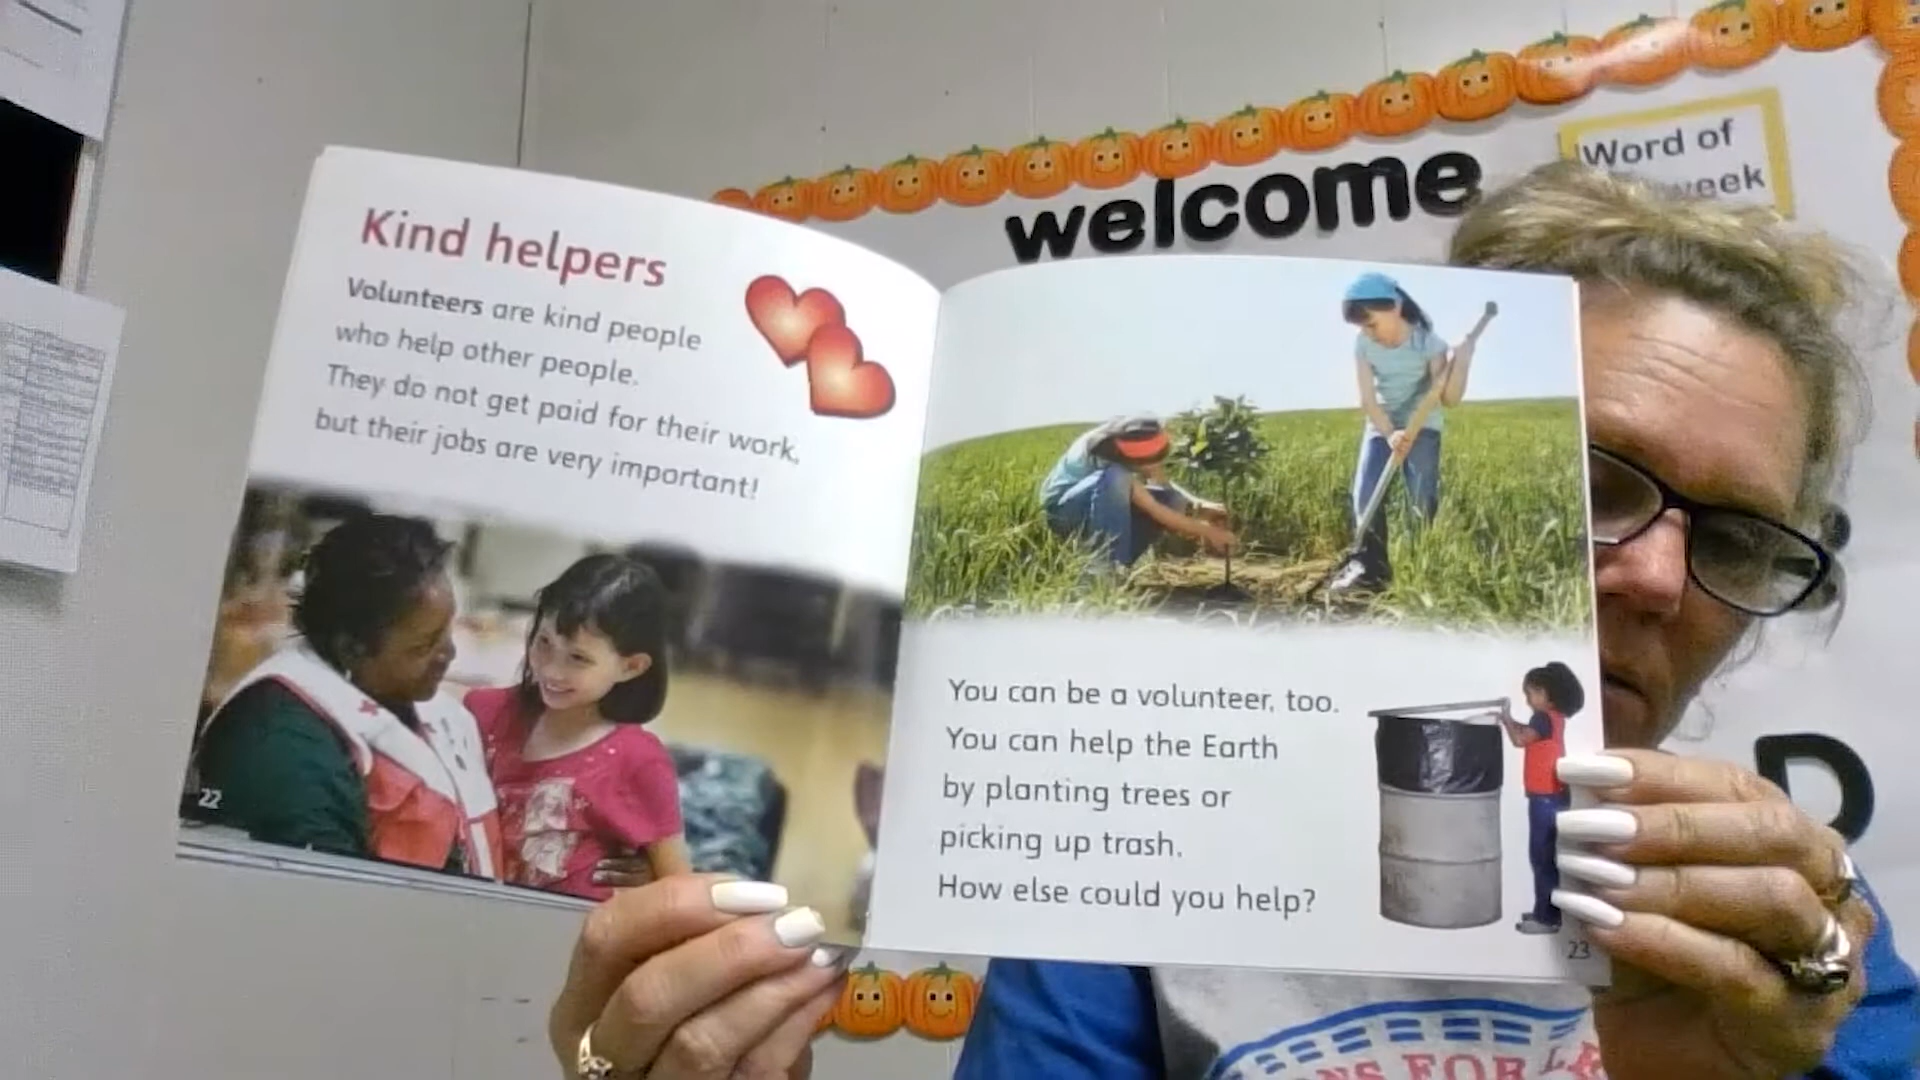 welcome
Word of
week
Kind helpers
Volunteers are kind people
who help other people.
They do not get paid for their work,
but their jobs are very important!
22
You can be a volunteer, too.
You can help the Earth
by planting trees or
picking up trash.
How else could you help?
23
FOR